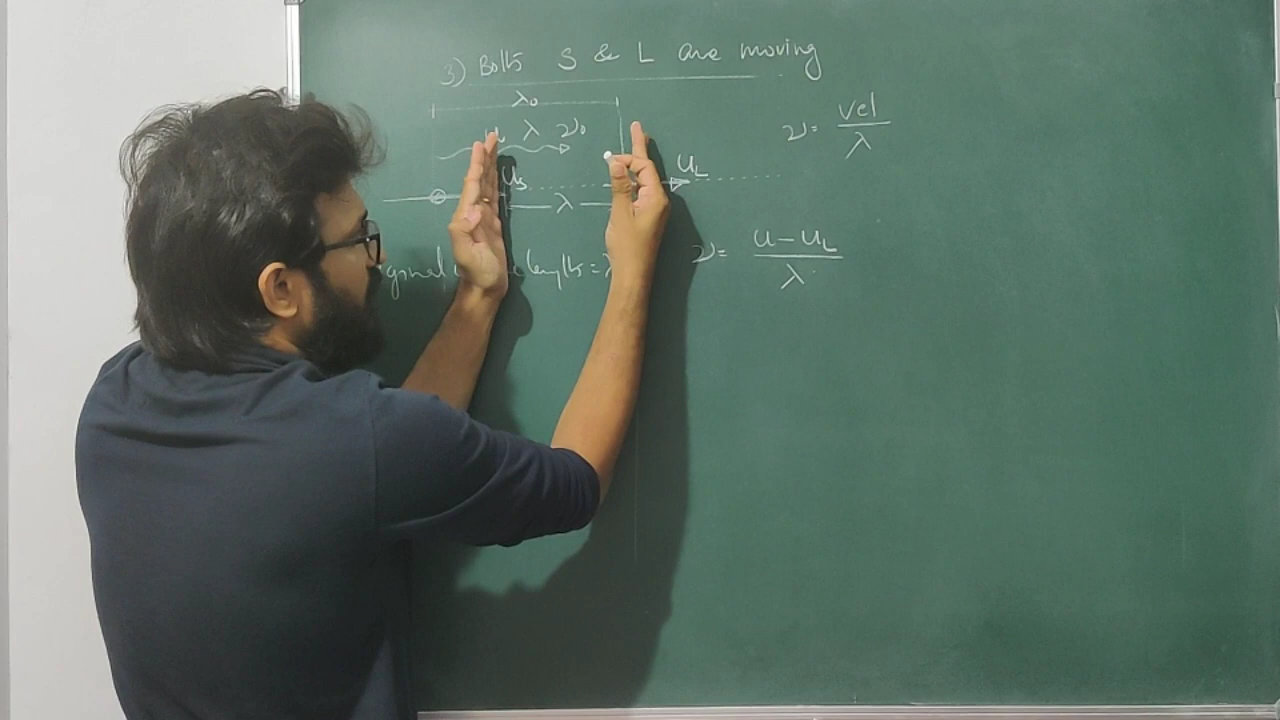 3) Both S & L are moving
λ₀
u λ ν₀
ν = vel/λ
u_s u_L
λ
ν = u – u_L / λ